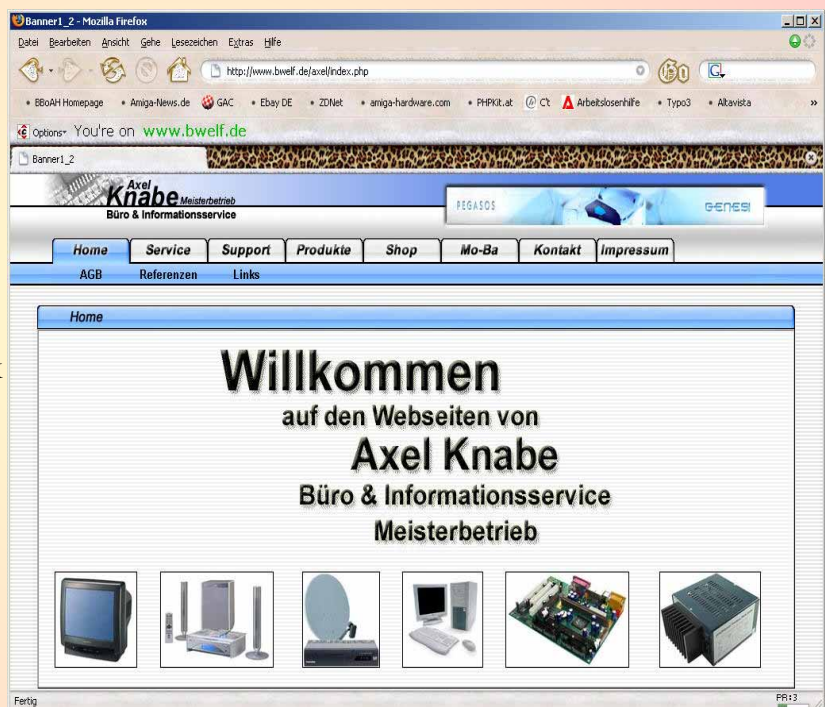 Banner1_2 - Mozilla Firefox
Datei Bearbeiten Ansicht Gehe Lesezeichen Extras Hilfe
http://www.bwelf.de/axel/index.php
Go G
BBoAH Homepage Amiga-News.de GAC Ebay DE ZDNet amiga-hardware.com PHPKit.at C't Arbeitslosenhilfe Typo3 Altavista »
Options You're on www.bwelf.de
Banner1_2
Axel
Knabe Meisterbetrieb
Büro & Informationsservice
PEGASOS GENESI
Home Service Support Produkte Shop Mo-Ba Kontakt Impressum
AGB Referenzen Links
Home
Willkommen
auf den Webseiten von
Axel Knabe
Büro & Informationsservice
Meisterbetrieb
Fertig PR:3